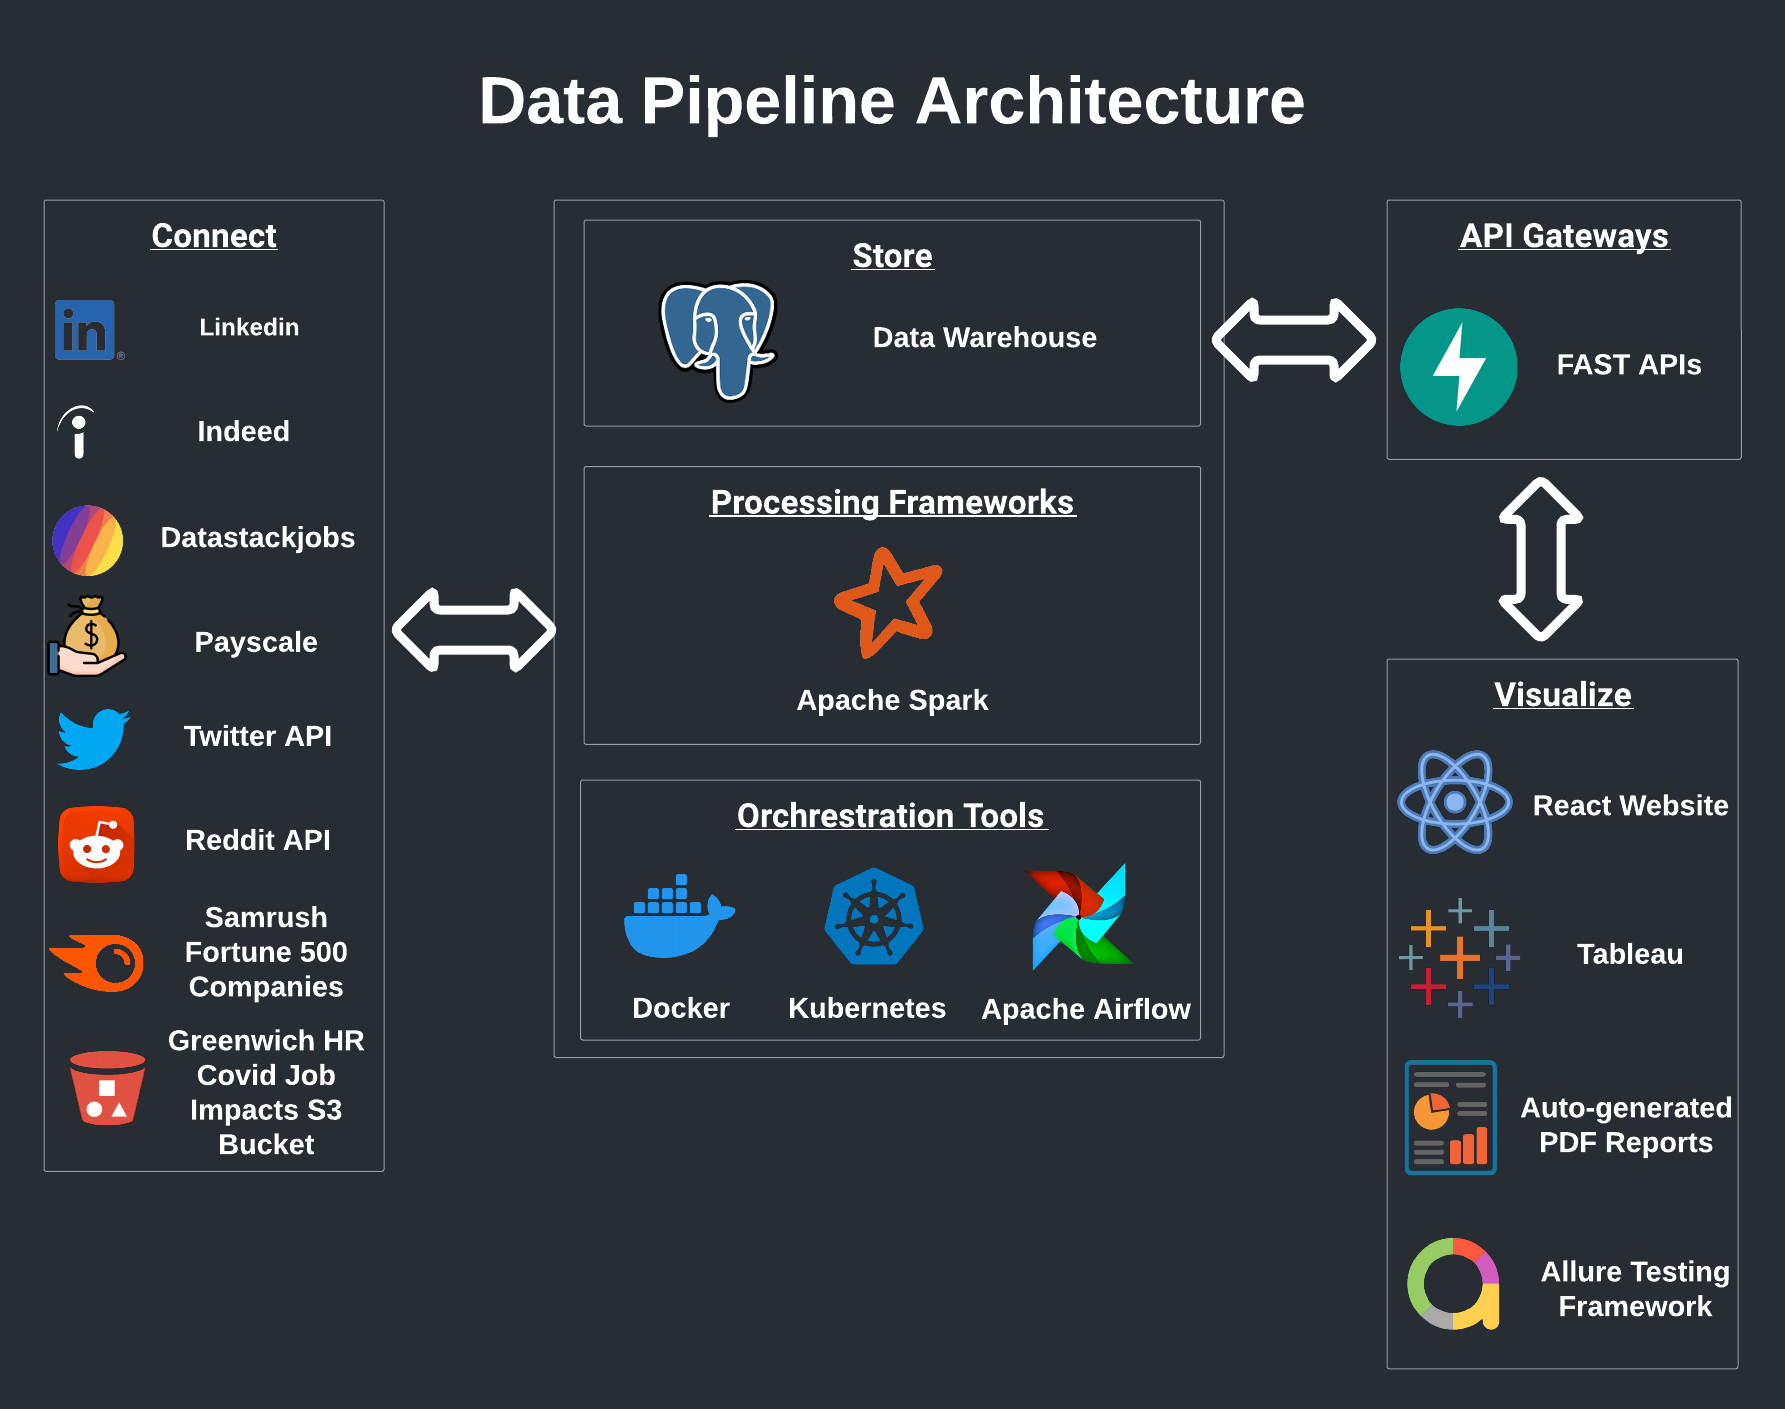 Data Pipeline Architecture
Connect
in
Linkedin
Indeed
Datastackjobs
$
Payscale
Twitter API
Reddit API
Samrush
Fortune 500
Companies
Greenwich HR
Covid Job
Impacts S3
Bucket
Store
Data Warehouse
Processing Frameworks
Apache Spark
Orchrestration Tools
Docker
Kubernetes
Apache Airflow
API Gateways
FAST APIs
Visualize
React Website
Tableau
Auto-generated
PDF Reports
Allure Testing
Framework